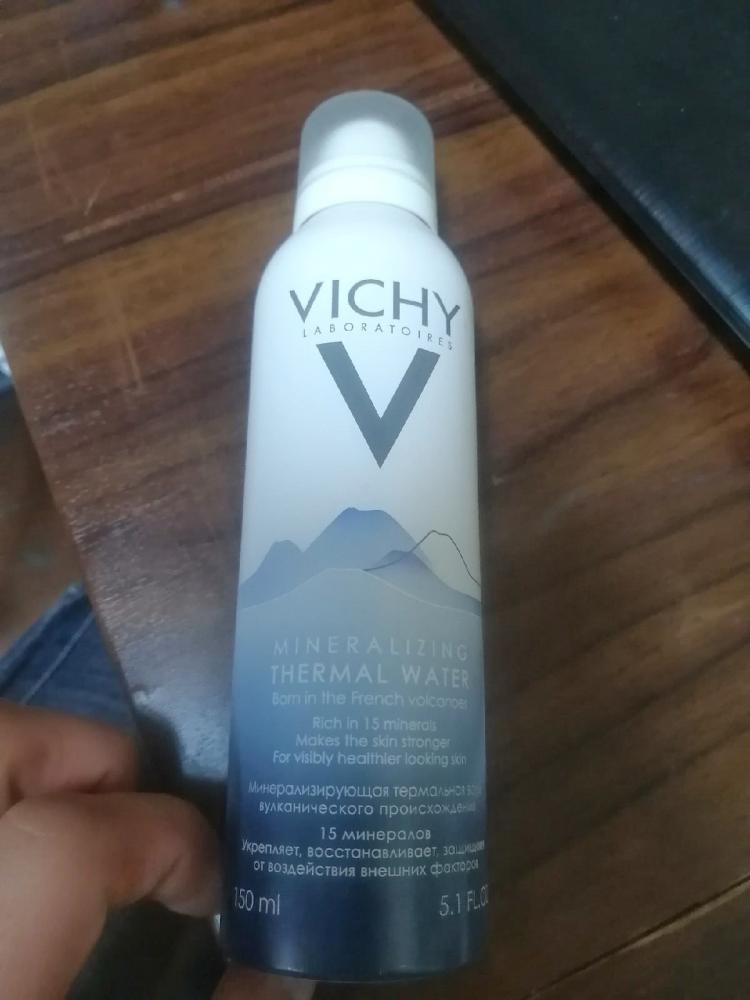 VICHY
LABORATOIRES
V
MINERALIZING
THERMAL WATER
Born in the French volcanoes
Rich in 15 minerals
Makes the skin stronger
For visibly healthier looking skin
Минерализирующая термальная
вулканического происхождения
15 минералов
Укрепляет, восстанавливает,
от воздействия внешних факторов
150 ml
5.1 FL.